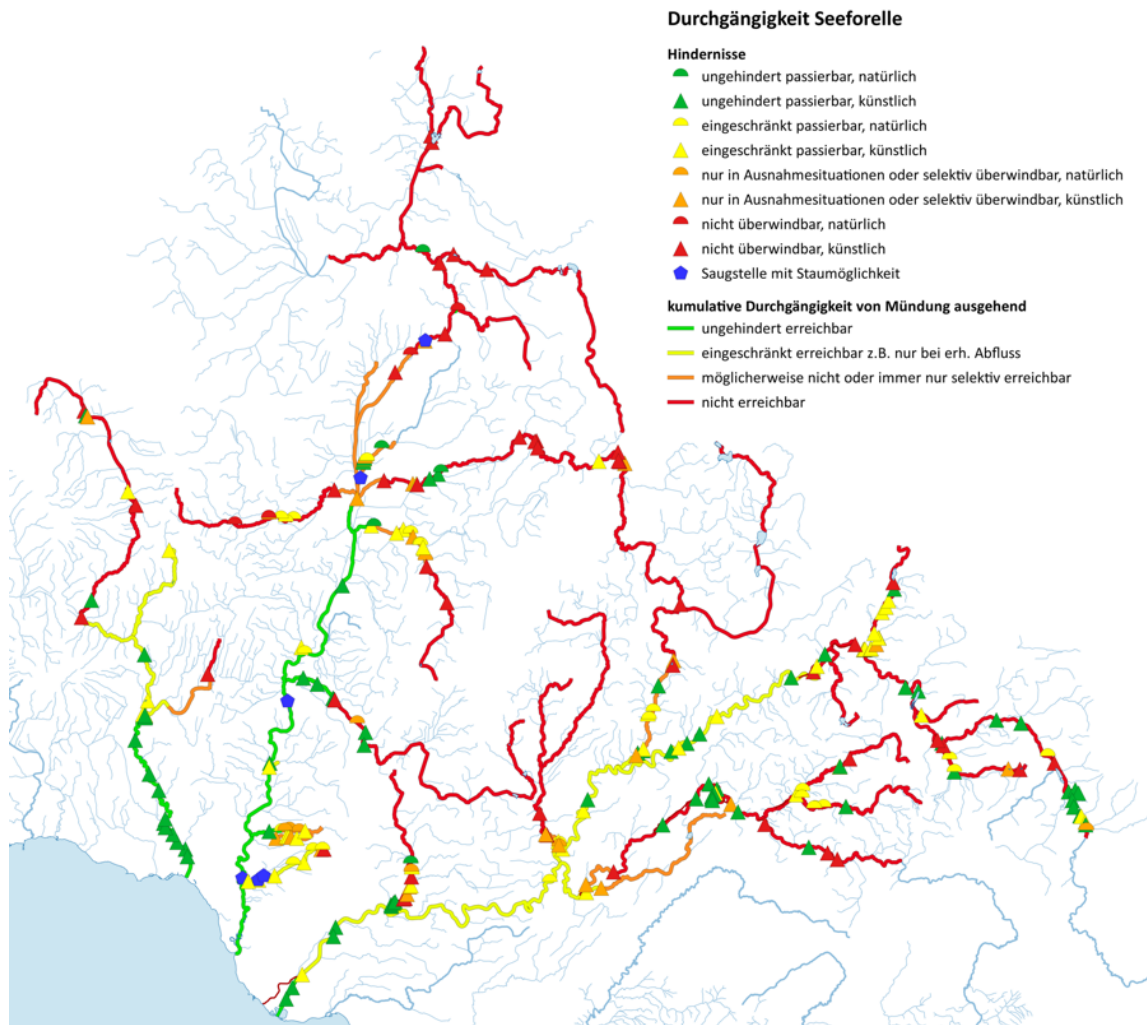 Durchgängigkeit Seeforelle
Hindernisse
ungehindert passierbar, natürlich
ungehindert passierbar, künstlich
eingeschränkt passierbar, natürlich
eingeschränkt passierbar, künstlich
nur in Ausnahmesituationen oder selektiv überwindbar, natürlich
nur in Ausnahmesituationen oder selektiv überwindbar, künstlich
nicht überwindbar, natürlich
nicht überwindbar, künstlich
Saugstelle mit Staumöglichkeit
kumulative Durchgängigkeit von Mündung ausgehend
ungehindert erreichbar
eingeschränkt erreichbar z.B. nur bei erh. Abfluss
möglicherweise nicht oder immer nur selektiv erreichbar
nicht erreichbar